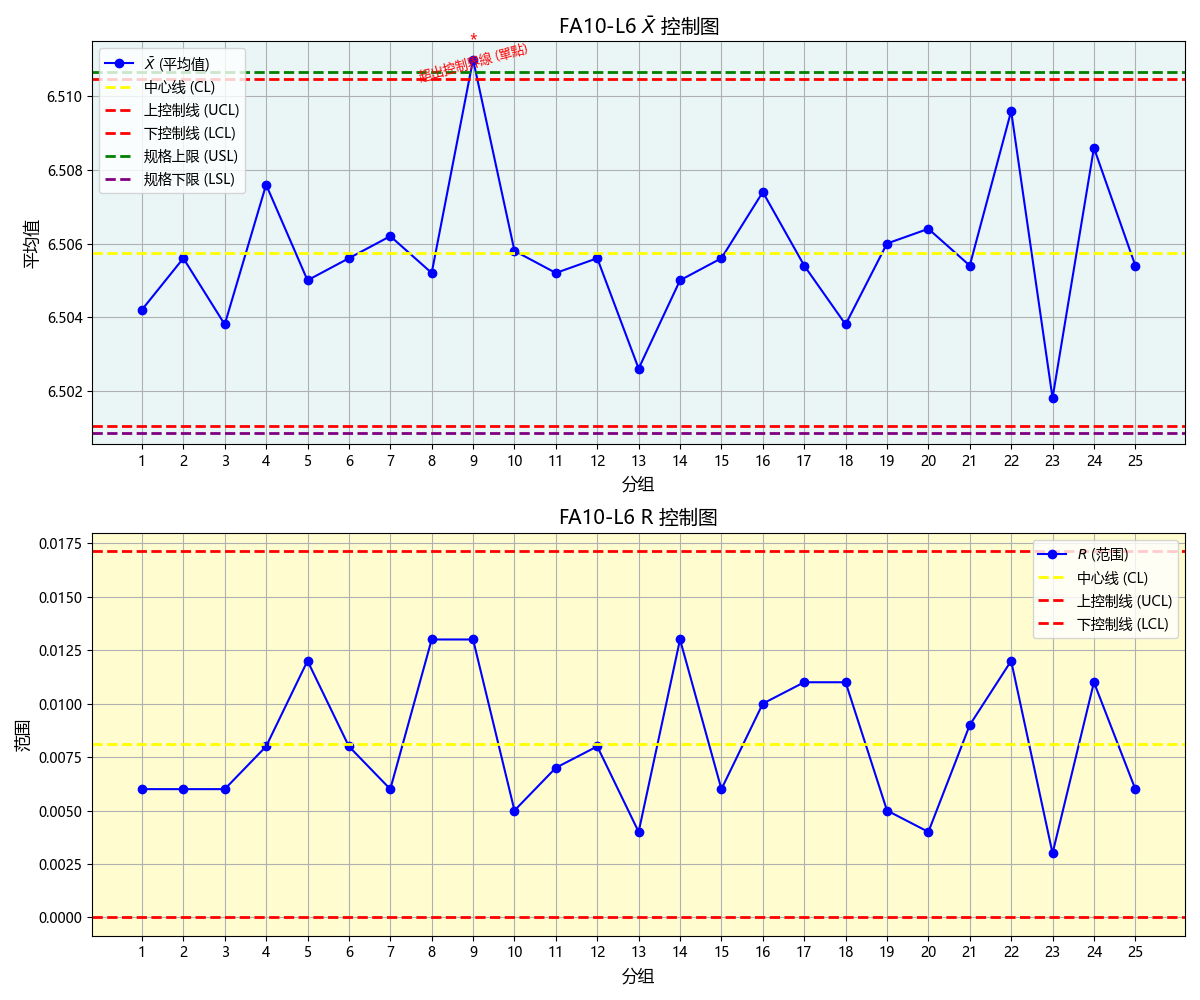 FA10-L6 X̄ 控制图
*
超出控制界線 (單點)
X̄ (平均值)
中心线 (CL)
上控制线 (UCL)
下控制线 (LCL)
规格上限 (USL)
规格下限 (LSL)
平均值
6.510
6.508
6.506
6.504
6.502
1 2 3 4 5 6 7 8 9 10 11 12 13 14 15 16 17 18 19 20 21 22 23 24 25
分组
FA10-L6 R 控制图
R (范围)
中心线 (CL)
上控制线 (UCL)
下控制线 (LCL)
范围
0.0175
0.0150
0.0125
0.0100
0.0075
0.0050
0.0025
0.0000
1 2 3 4 5 6 7 8 9 10 11 12 13 14 15 16 17 18 19 20 21 22 23 24 25
分组